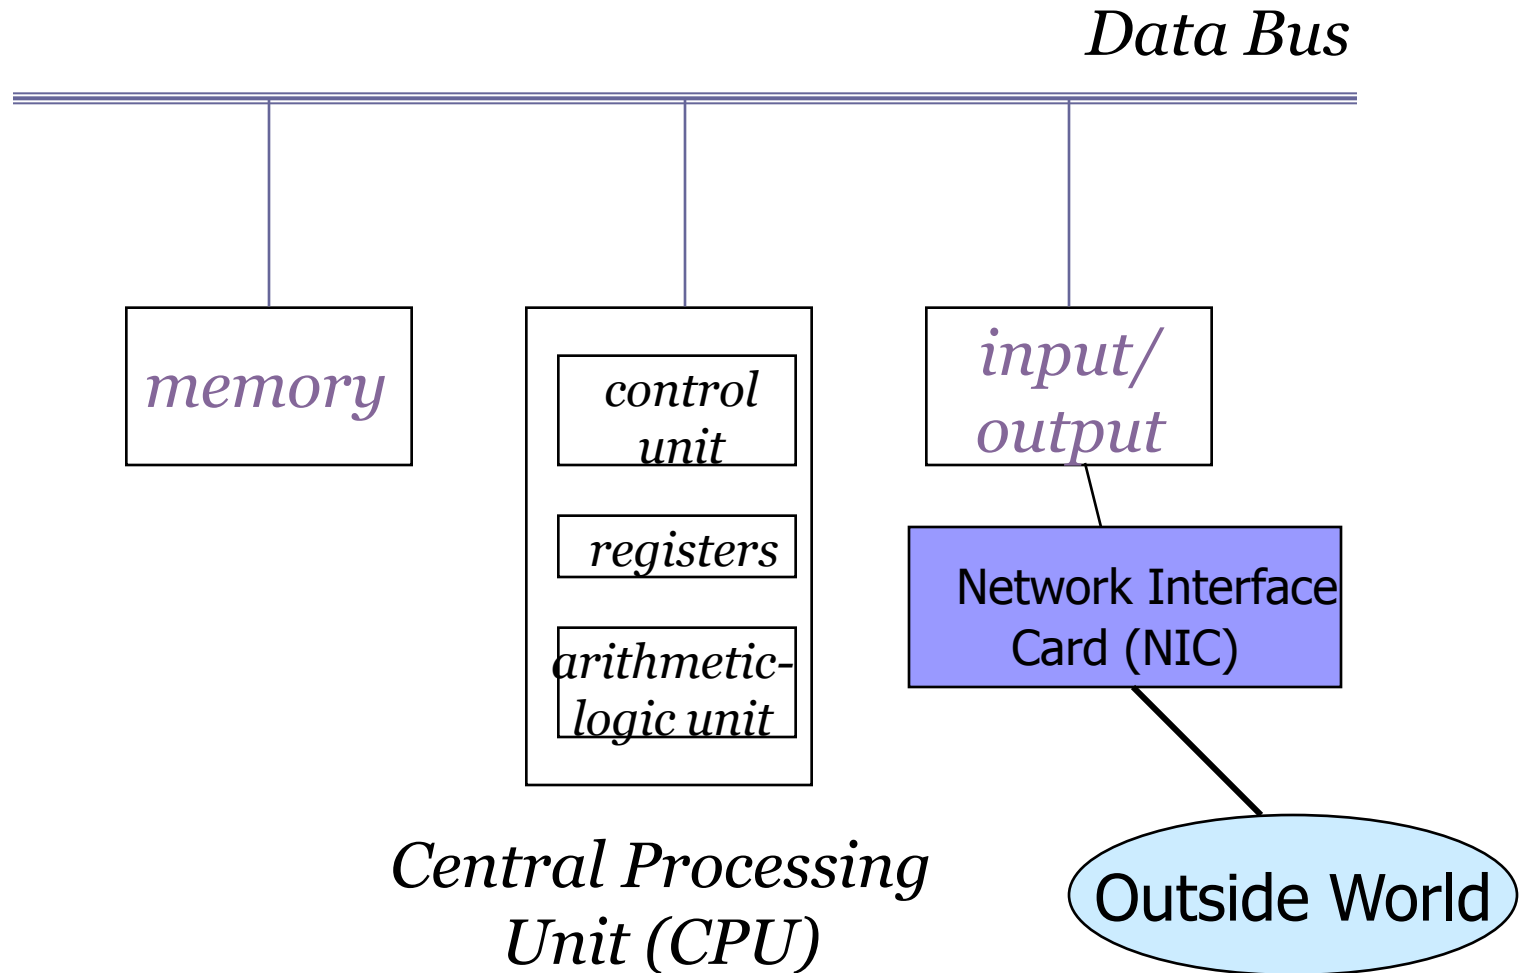 Data Bus
memory
control
unit
registers
arithmetic-
logic unit
input/
output
Network Interface
Card (NIC)
Central Processing
Unit (CPU)
Outside World